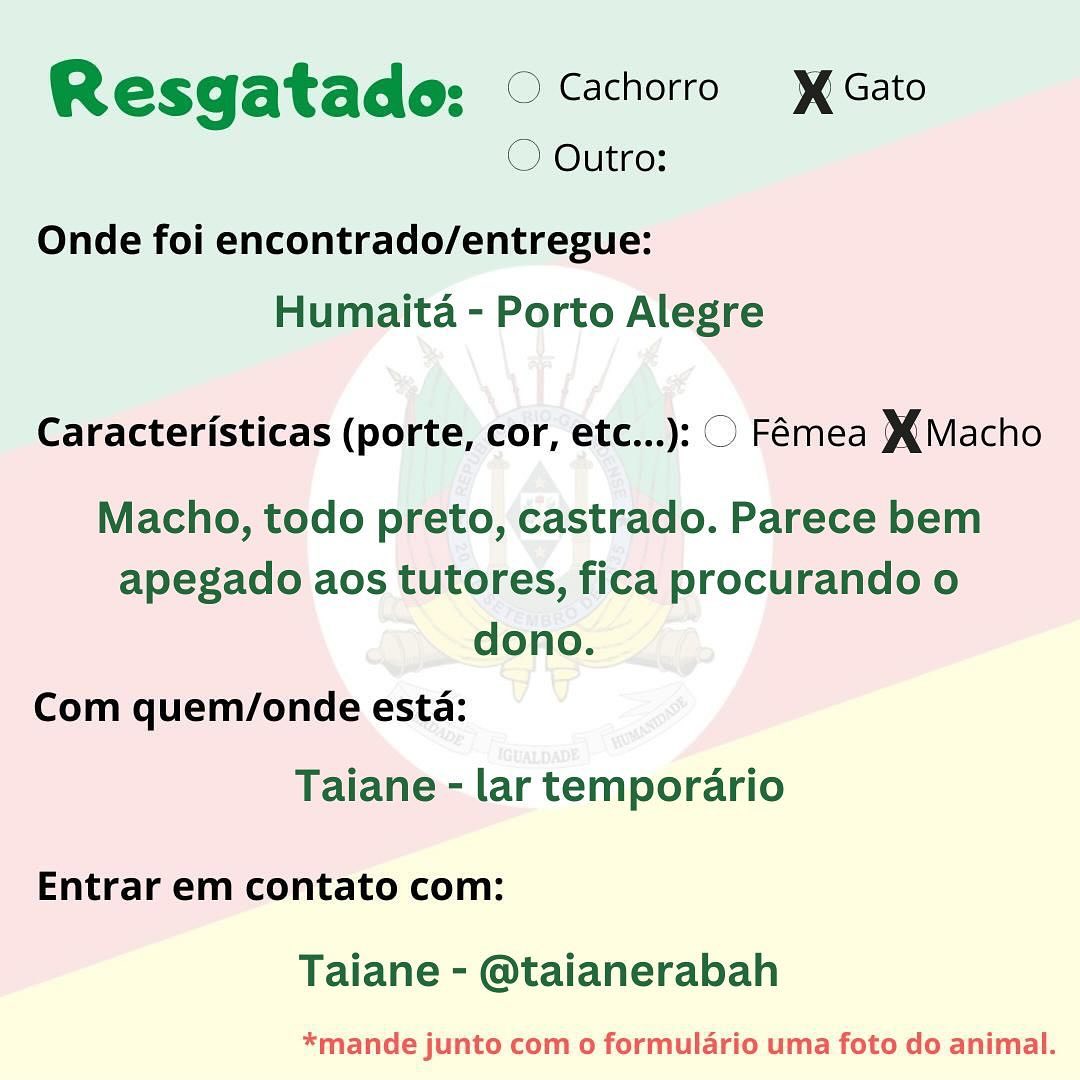 Resgatado:
Cachorro
X Gato
Outro:
Onde foi encontrado/entregue:
Humaitá - Porto Alegre
Características (porte, cor, etc...): Fêmea X Macho
Macho, todo preto, castrado. Parece bem
apegado aos tutores, fica procurando o
dono.
Com quem/onde está:
IGUALDADE
HUMANIDADE
Taiane - lar temporário
Entrar em contato com:
Taiane - @taianerabah
*mande junto com o formulário uma foto do animal.